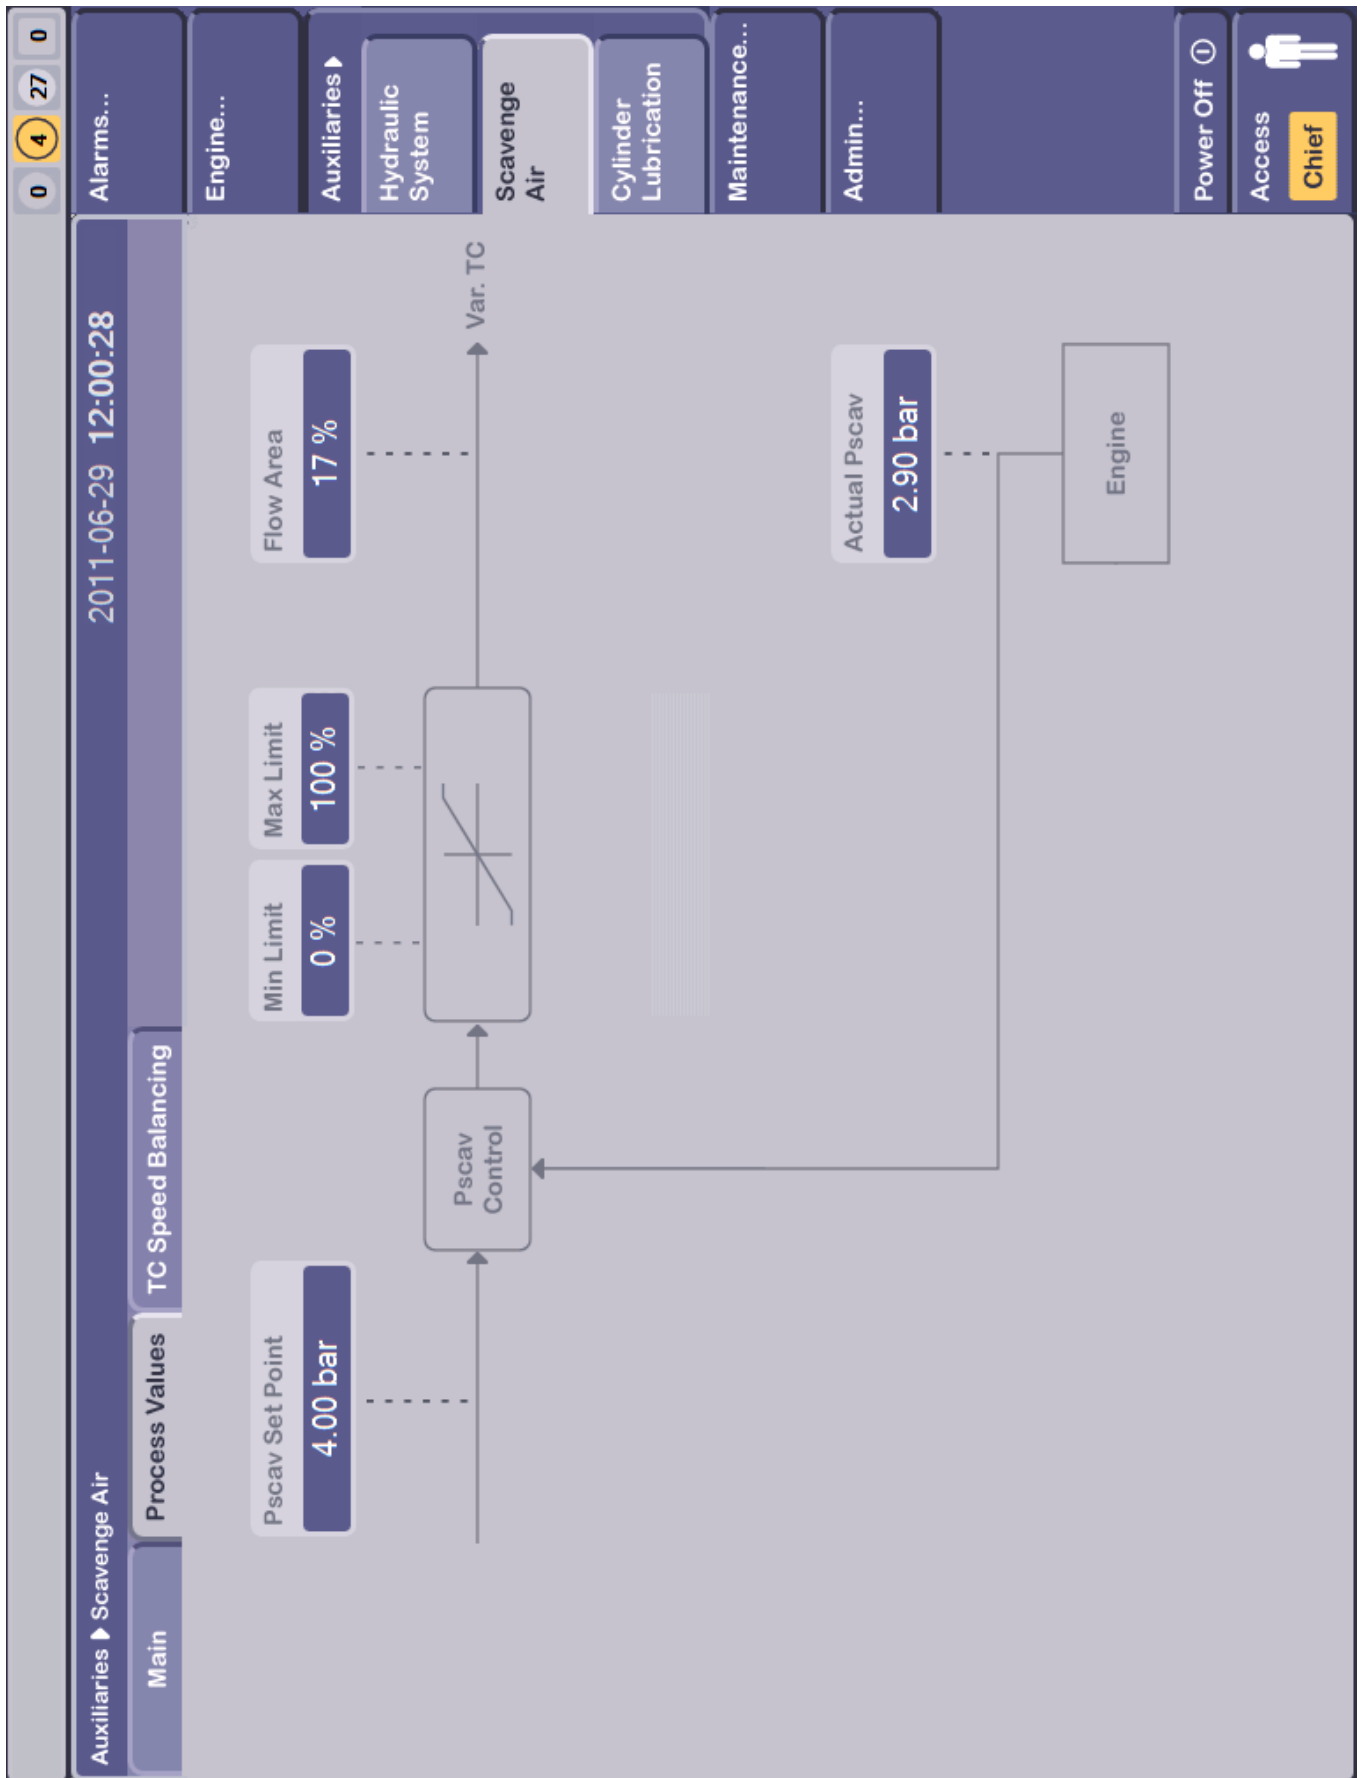 0 4 27 0
Auxiliaries Scavenge Air 2011-06-29 12:00:28
Main
Process Values
TC Speed Balancing
Pscav Set Point
4.00 bar
Min Limit
0 %
Max Limit
100 %
Flow Area
17 %
Pscav
Control
Var. TC
Actual Pscav
2.90 bar
Engine
Alarms...
Engine...
Auxiliaries
Hydraulic
System
Scavenge
Air
Cylinder
Lubrication
Maintenance...
Admin...
Power Off
Access
Chief